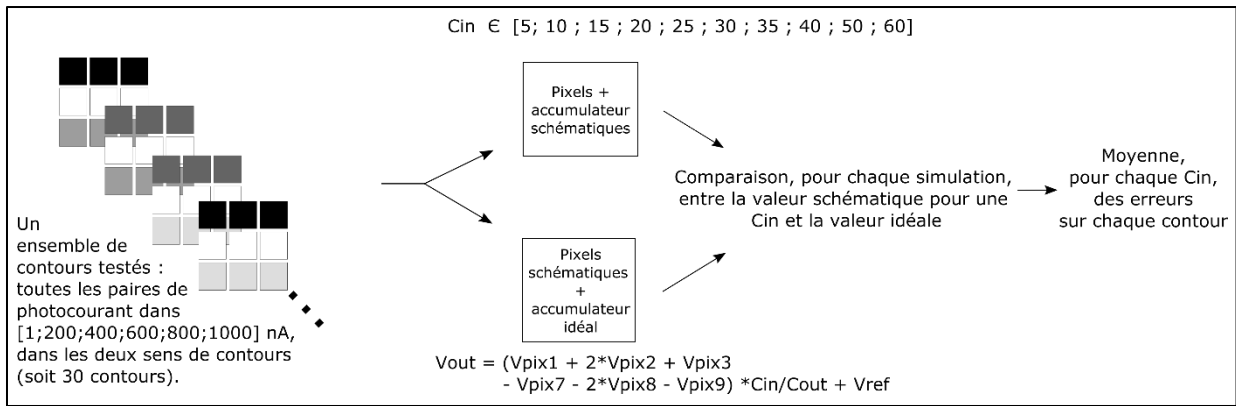 Cin Є [5; 10 ; 15 ; 20 ; 25 ; 30 ; 35 ; 40 ; 50 ; 60]
Un
ensemble de
contours testés :
toutes les paires de
photocourant dans
[1;200;400;600;800;1000] nA,
dans les deux sens de contours
(soit 30 contours).
Pixels +
accumulateur
schématiques
Pixels
schématiques
+
accumulateur
idéal
Vout = (Vpix1 + 2*Vpix2 + Vpix3
- Vpix7 - 2*Vpix8 - Vpix9) *Cin/Cout + Vref
Comparaison, pour chaque simulation,
entre la valeur schématique pour une
Cin et la valeur idéale
Moyenne,
pour chaque Cin,
des erreurs
sur chaque contour